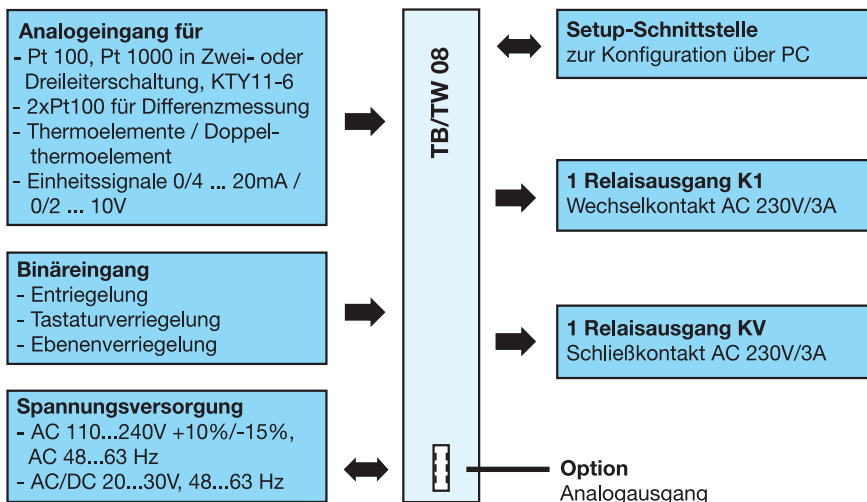 Analogeingang für
- Pt 100, Pt 1000 in Zwei- oder
Dreileiterschaltung, KTY11-6
- 2xPt100 für Differenzmessung
- Thermoelemente / Doppel-
thermoelement
- Einheitssignale 0/4 ... 20mA /
0/2 ... 10V
Binäreingang
- Entriegelung
- Tastaturverriegelung
- Ebenenverriegelung
Spannungsversorgung
- AC 110...240V +10%/-15%,
AC 48...63 Hz
- AC/DC 20...30V, 48...63 Hz
TB/TW 08
Setup-Schnittstelle
zur Konfiguration über PC
1 Relaisausgang K1
Wechselkontakt AC 230V/3A
1 Relaisausgang KV
Schließkontakt AC 230V/3A
Option
Analogausgang